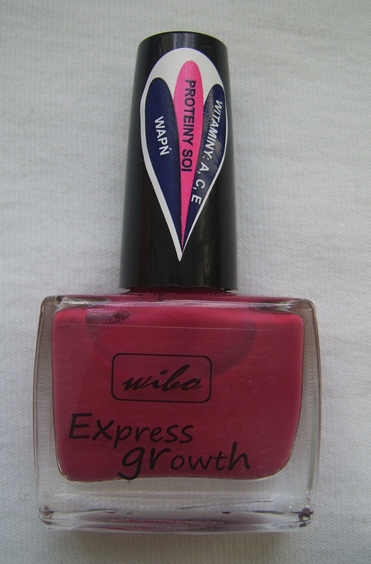 WAPŃ
PROTEINY SOI
WITAMINY: A, C, E
wibo
Express
growth